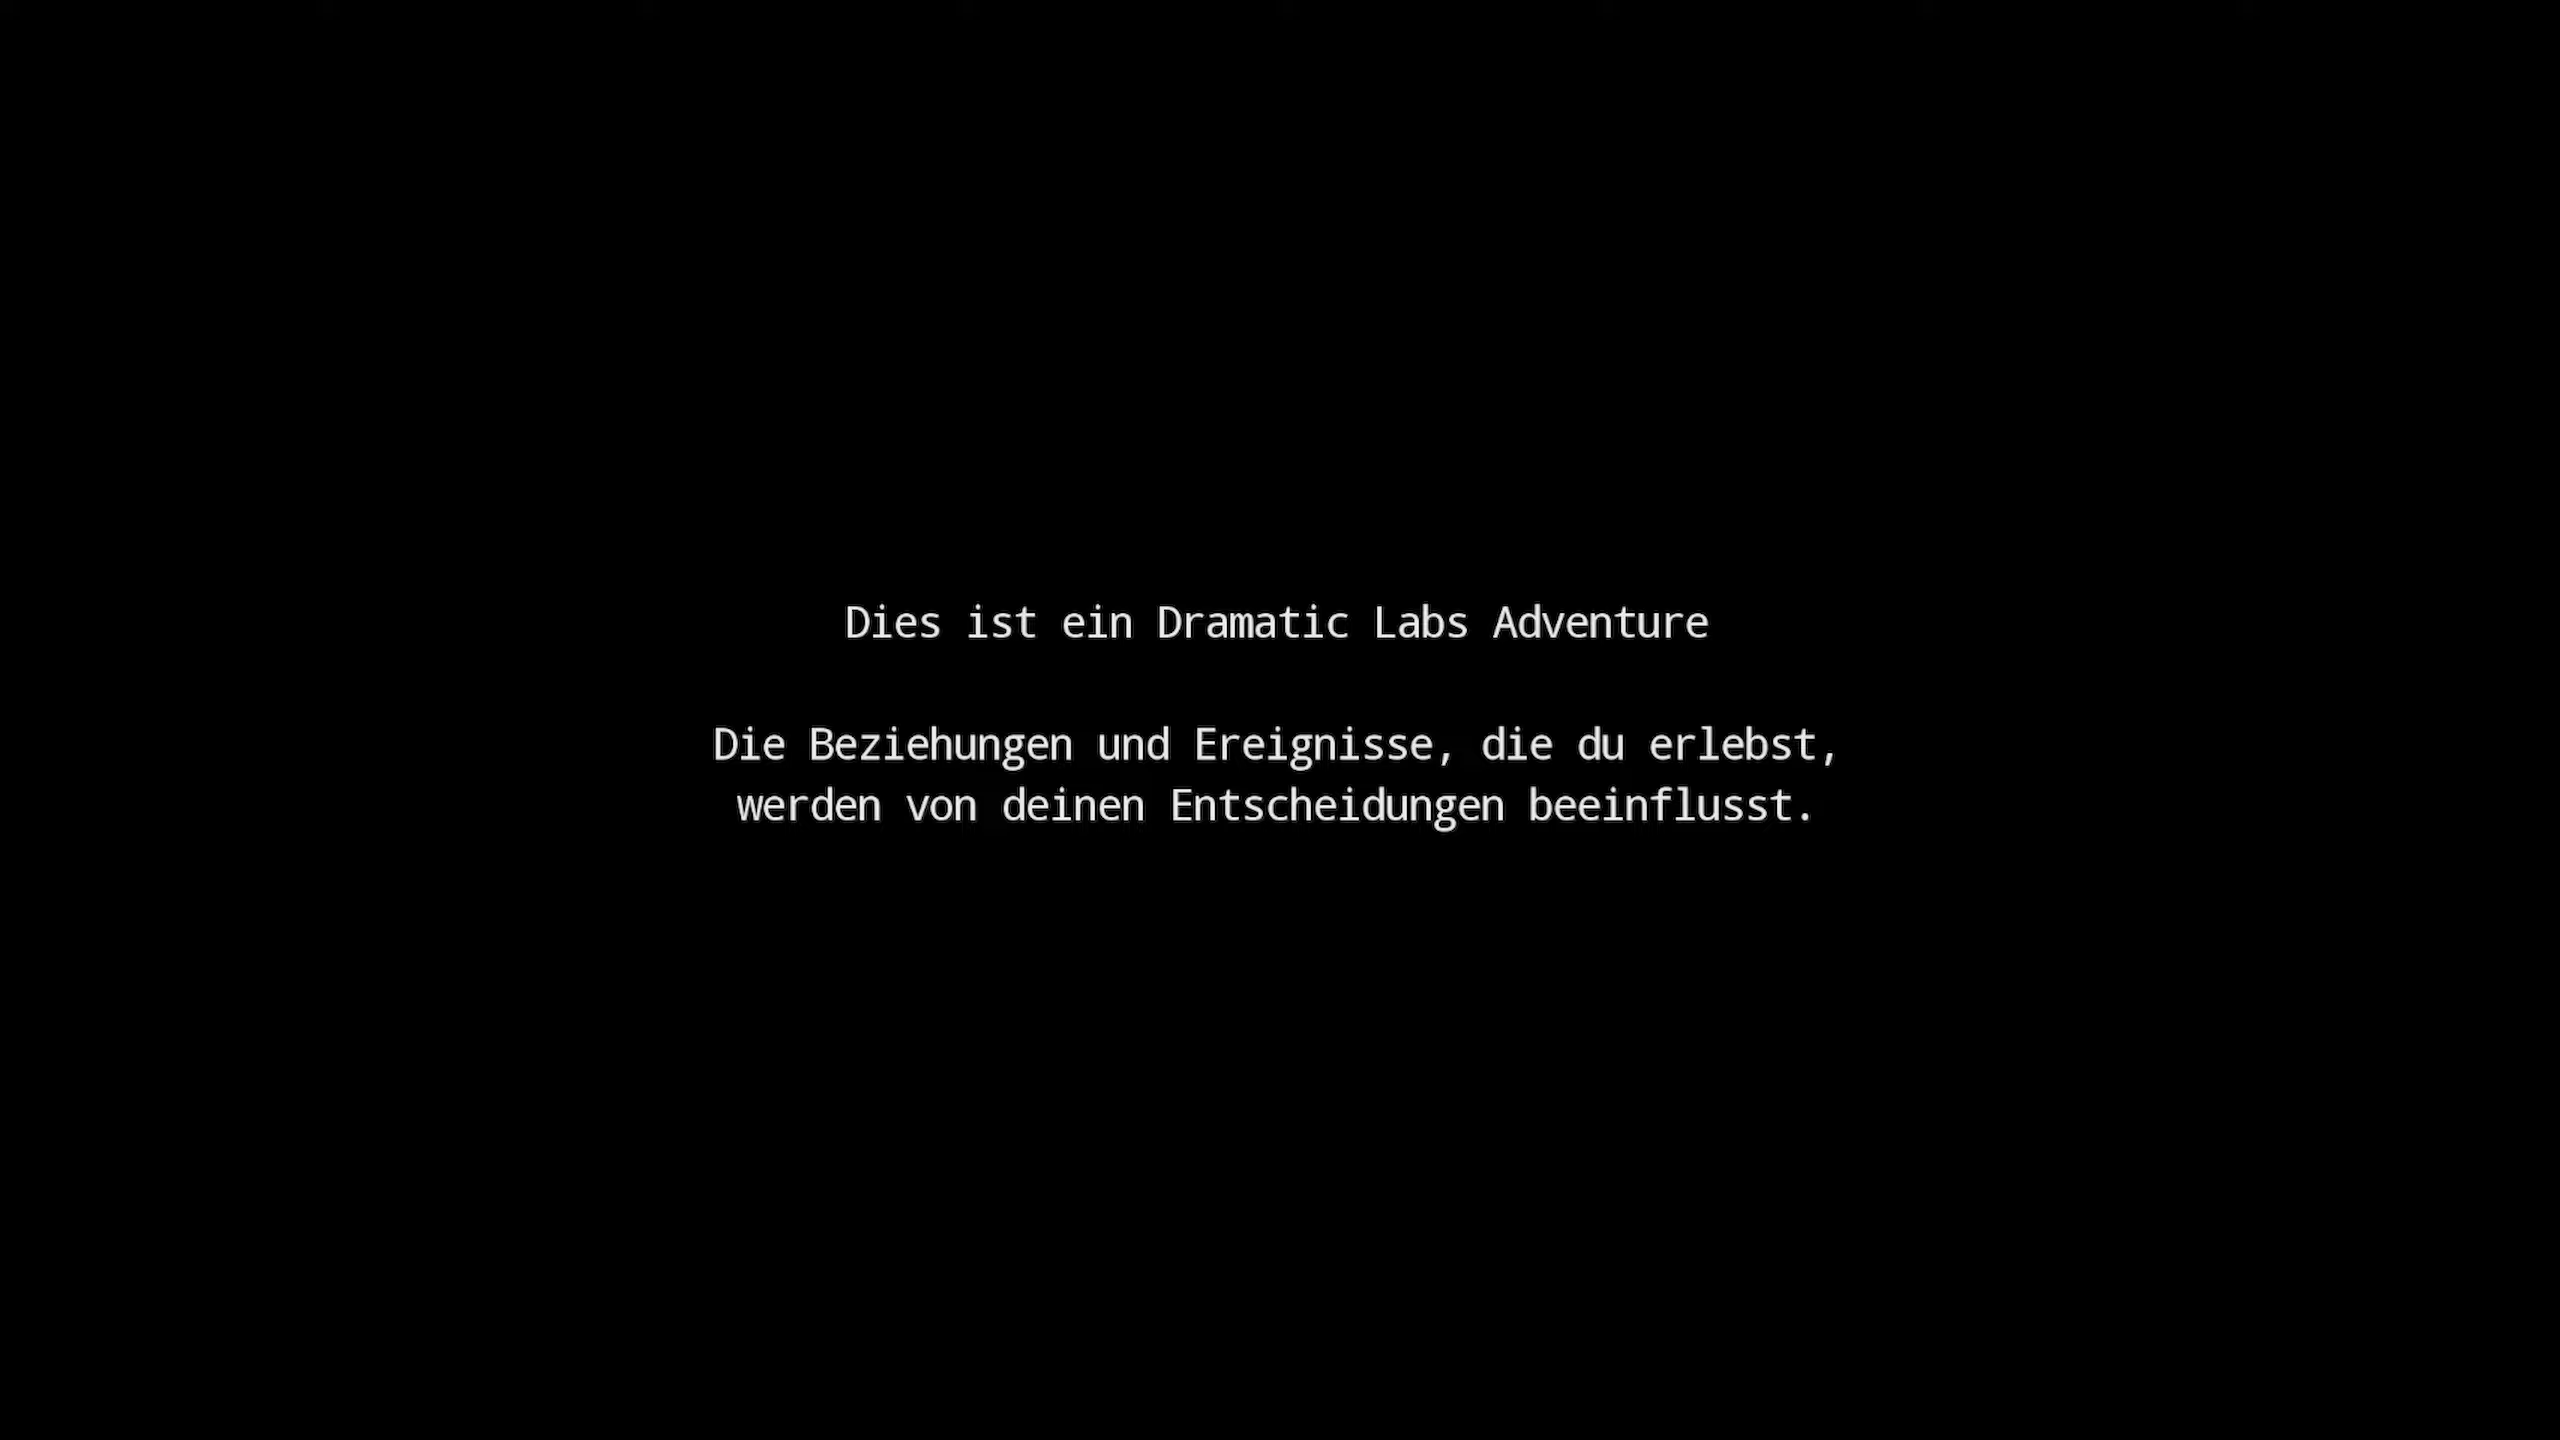 Dies ist ein Dramatic Labs Adventure
Die Beziehungen und Ereignisse, die du erlebst,
werden von deinen Entscheidungen beeinflusst.